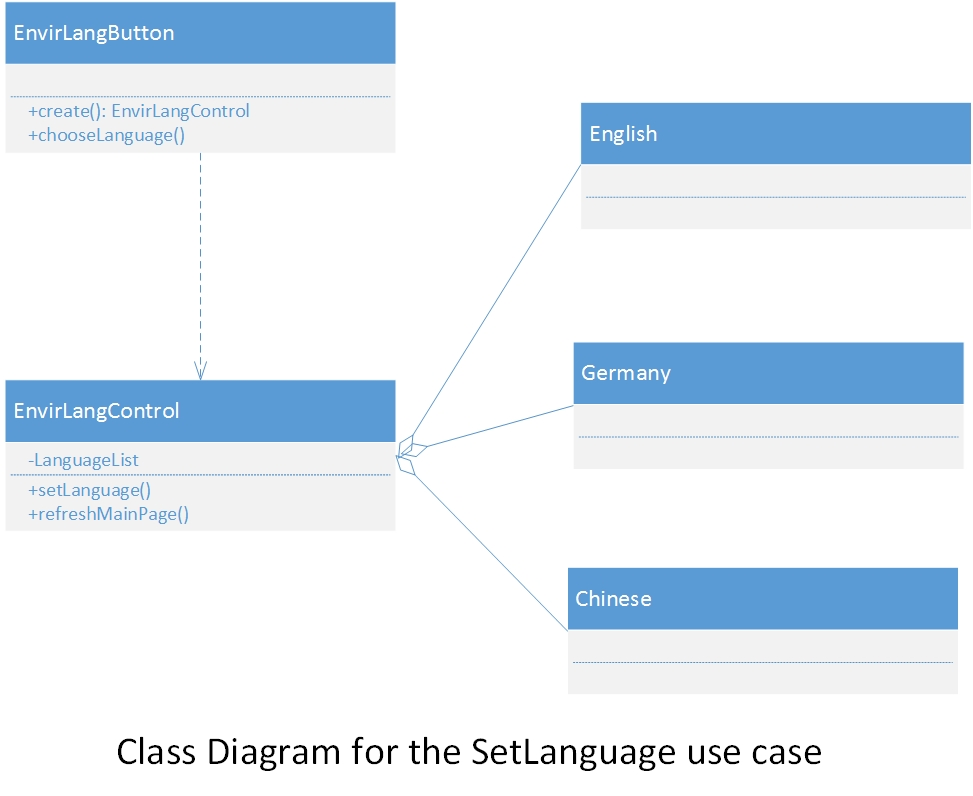 EnvirLangButton
+create(): EnvirLangControl
+chooseLanguage()
English
Germany
EnvirLangControl
-LanguageList
+setLanguage()
+refreshMainPage()
Chinese
Class Diagram for the SetLanguage use case